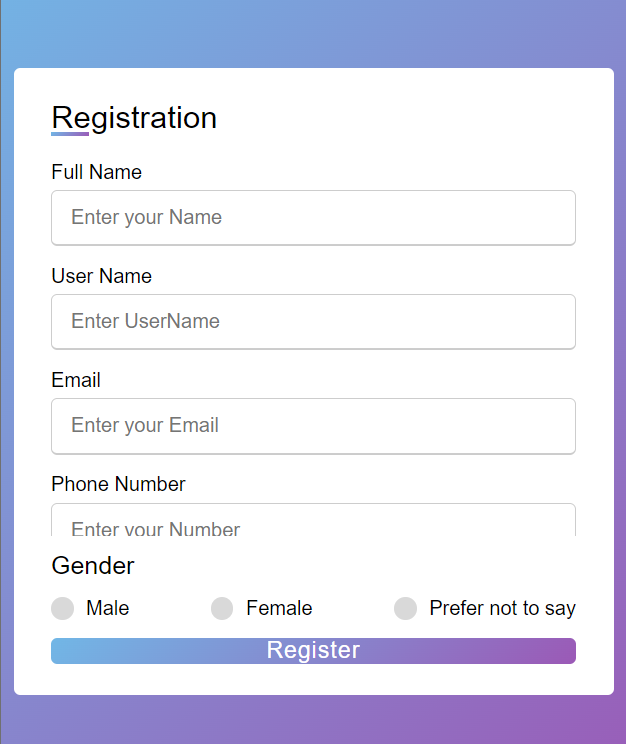 Registration
Full Name
Enter your Name
User Name
Enter UserName
Email
Enter your Email
Phone Number
Enter your Number
Gender
Male Female Prefer not to say
Register